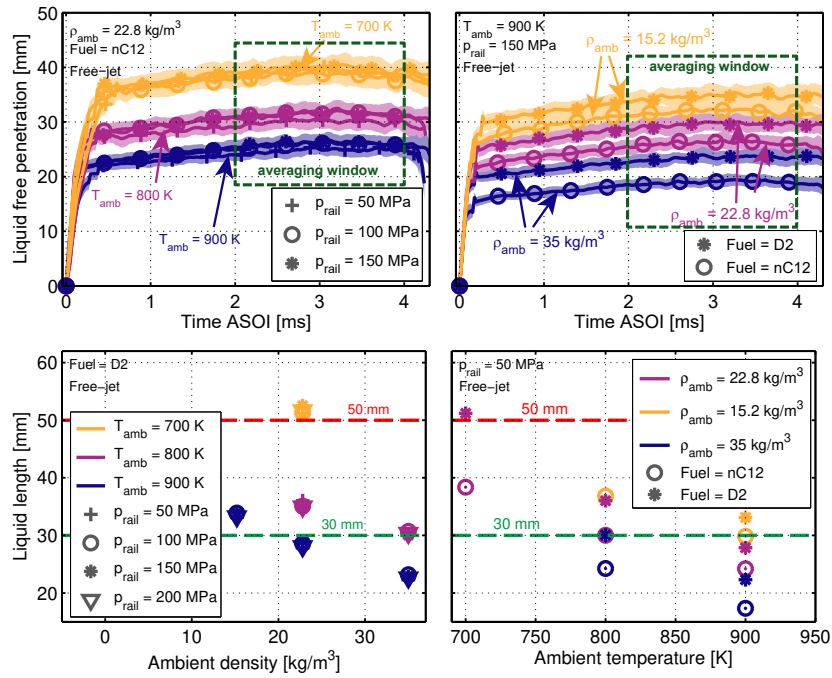 ρamb = 22.8 kg/m³
Fuel = nC12
Free-jet
Tamb = 700 K
Tamb = 800 K
Tamb = 900 K
averaging window
prail = 50 MPa
prail = 100 MPa
prail = 150 MPa
Liquid free penetration [mm]
50
40
30
20
10
0
0 1 2 3 4
Time ASOI [ms]
Tamb = 900 K
prail = 150 MPa
Free-jet
ρamb = 15.2 kg/m³
averaging window
ρamb = 22.8 kg/m³
ρamb = 35 kg/m³
Fuel = D2
Fuel = nC12
0 1 2 3 4
Time ASOI [ms]
Fuel = D2
Free-jet
50 mm
30 mm
Tamb = 700 K
Tamb = 800 K
Tamb = 900 K
prail = 50 MPa
prail = 100 MPa
prail = 150 MPa
prail = 200 MPa
Liquid length [mm]
60
50
40
30
20
0 10 20 30
Ambient density [kg/m³]
prail = 50 MPa
Free-jet
50 mm
30 mm
ρamb = 22.8 kg/m³
ρamb = 15.2 kg/m³
ρamb = 35 kg/m³
Fuel = nC12
Fuel = D2
700 750 800 850 900 950
Ambient temperature [K]